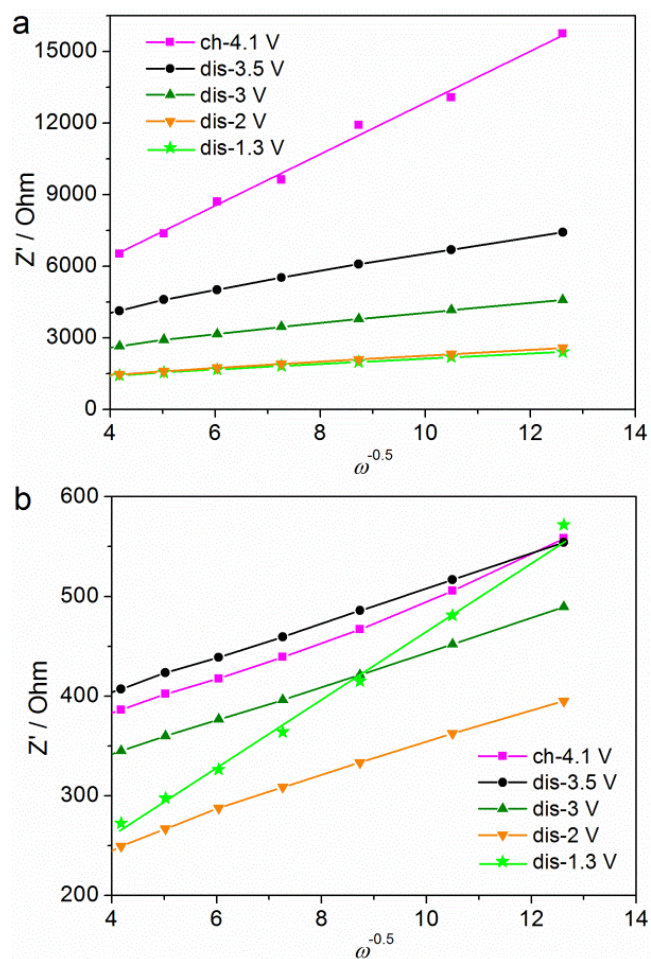 a
15000
12000
9000
6000
3000
0
Z' / Ohm
ch-4.1 V
dis-3.5 V
dis-3 V
dis-2 V
dis-1.3 V
4 6 8 10 12 14
ω-0.5
b
600
500
400
300
200
Z' / Ohm
ch-4.1 V
dis-3.5 V
dis-3 V
dis-2 V
dis-1.3 V
4 6 8 10 12 14
ω-0.5